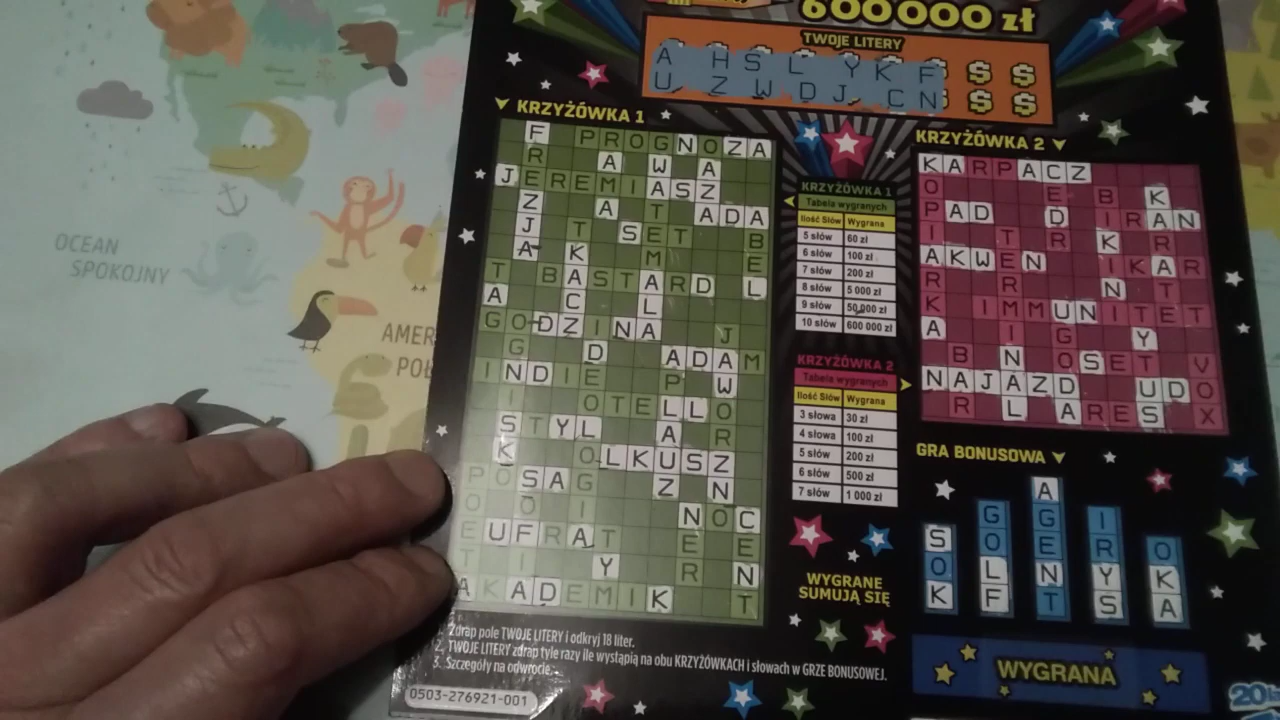 600 000 zł
TWOJE LITERY
A H S L Y K F $ $
U Z W D J C N $ $
KRZYŻÓWKA 1
F PROGNOZA
R A W A
JEREMIASZ
Z A T ADA
J T SET B
A K M E
T BASTARD L
A C L
GODZINA J
G D ADAM
INDIE P W
I OTELLO
STYL A R
K OLKUSZ
POSA G Z N
O O I NOC
EUFRAT E E
T I Y R N
AKADEMIK T
KRZYŻÓWKA 1
Tabela wygranych
Ilość Słów Wygrana
5 słów 60 zł
6 słów 100 zł
7 słów 200 zł
8 słów 5 000 zł
9 słów 50 000 zł
10 słów 600 000 zł
KRZYŻÓWKA 2
Tabela wygranych
Ilość Słów Wygrana
3 słowa 30 zł
4 słowa 100 zł
5 słów 200 zł
6 słów 500 zł
7 słów 1 000 zł
WYGRANE
SUMUJĄ SIĘ
KRZYŻÓWKA 2
KARPACZ
O E B K
PAD D IRAN
I T R K R
AKWEN IKAR
R R N T
K IMMUNITET
A I G Y
B N OSET V
NAJAZD UDO
R L ARES X
GRA BONUSOWA
SOK
GOLF
AGENT
IRYS
OKA
WYGRANA
1. Zdrap pole TWOJE LITERY i odkryj 18 liter.
2. TWOJE LITERY zdrap tyle razy ile wystąpią na obu KRZYŻÓWKACH i słowach w GRZE BONUSOWEJ.
3. Szczegóły na odwrocie.
0503-276921-001
OCEAN
SPOKOJNY
AMER
POŁ